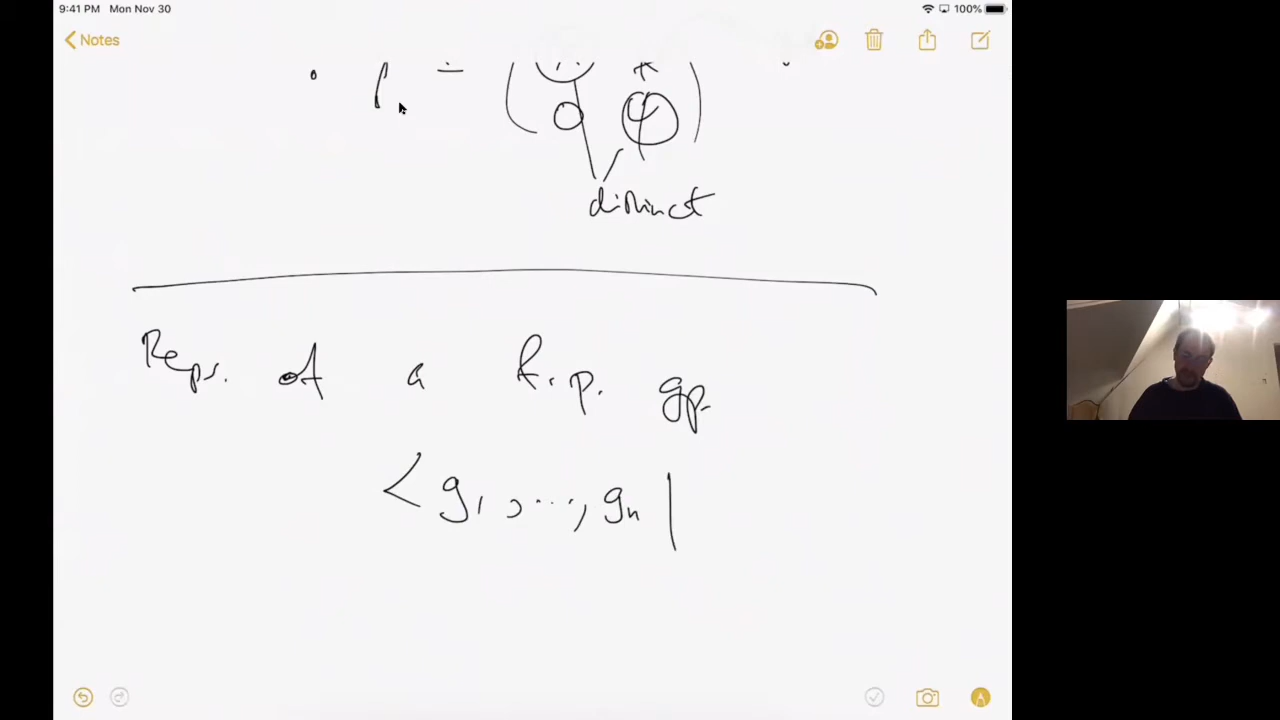 9:41 PM Mon Nov 30
100%
Notes
distinct
Reps. of a f.p. gp.
< g1, ..., gn |